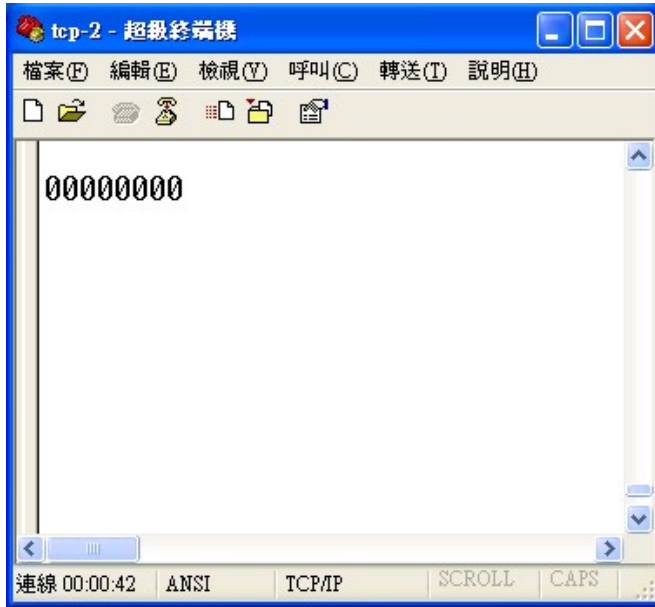 tcp-2 - 超級終端機
檔案(F) 編輯(E) 檢視(V) 呼叫(C) 轉送(T) 說明(H)
00000000
連線 00:00:42 ANSI TCP/IP SCROLL CAPS